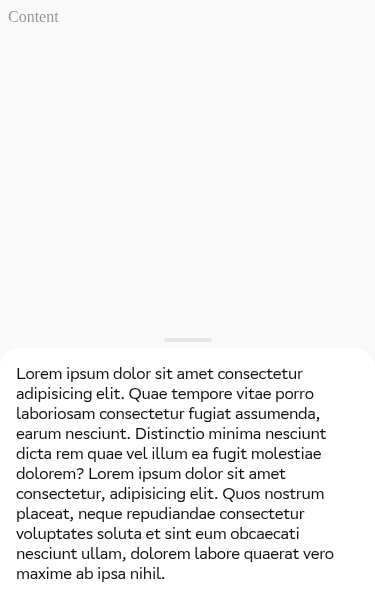 Content
Lorem ipsum dolor sit amet consectetur
adipisicing elit. Quae tempore vitae porro
laboriosam consectetur fugiat assumenda,
earum nesciunt. Distinctio minima nesciunt
dicta rem quae vel illum ea fugit molestiae
dolorem? Lorem ipsum dolor sit amet
consectetur, adipisicing elit. Quos nostrum
placeat, neque repudiandae consectetur
voluptates soluta et sint eum obcaecati
nesciunt ullam, dolorem labore quaerat vero
maxime ab ipsa nihil.